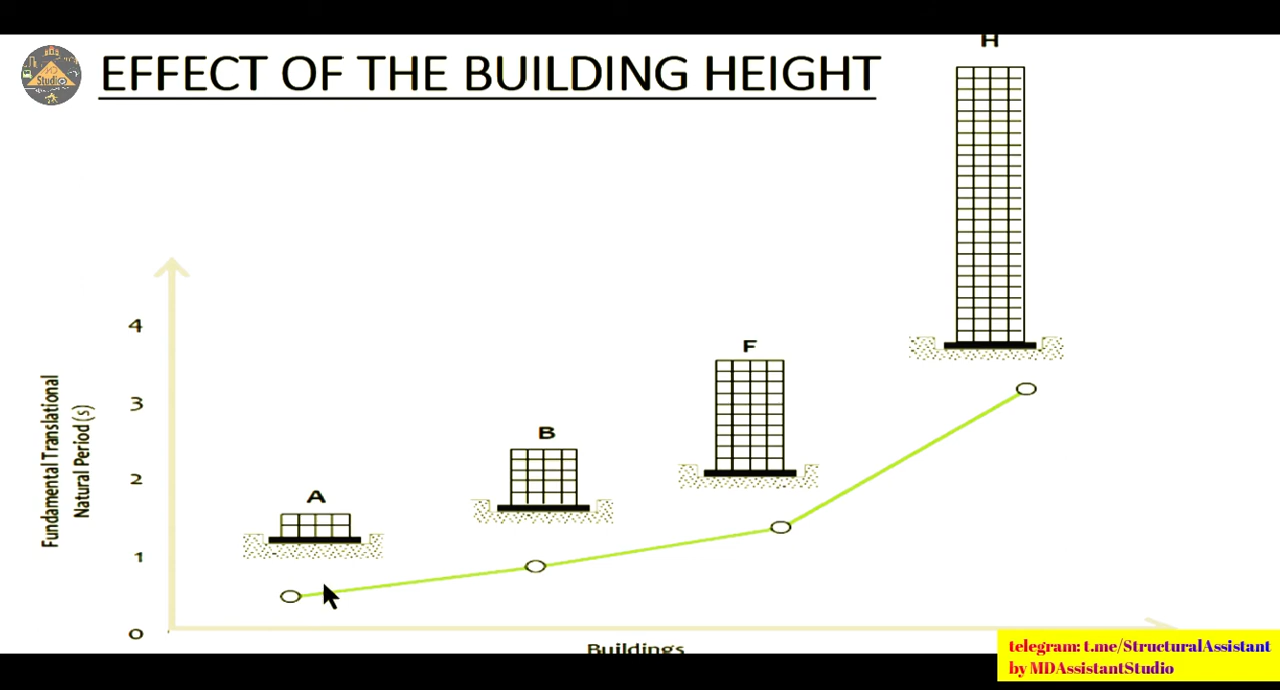 Studio
EFFECT OF THE BUILDING HEIGHT
H
4
3
2
1
0
Fundamental Translational
Natural Period (s)
A
B
F
Buildings
telegram: t.me/StructuralAssistant
by MDAssistantStudio